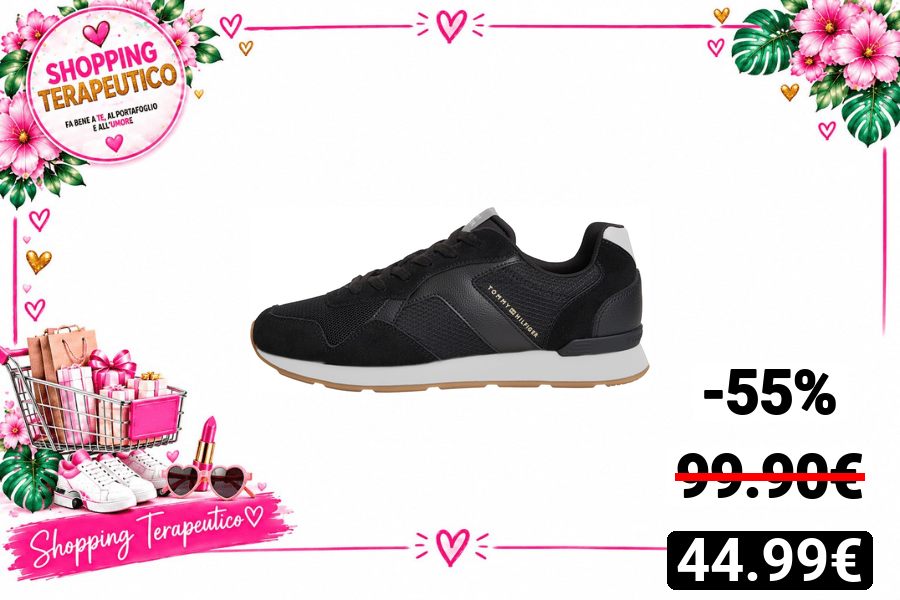 SHOPPING
TERAPEUTICO
FA BENE A TE, AL PORTAFOGLIO
E ALL'UMORE
TOMMY HILFIGER
-55%
99.90€
44.99€
Shopping Terapeutico